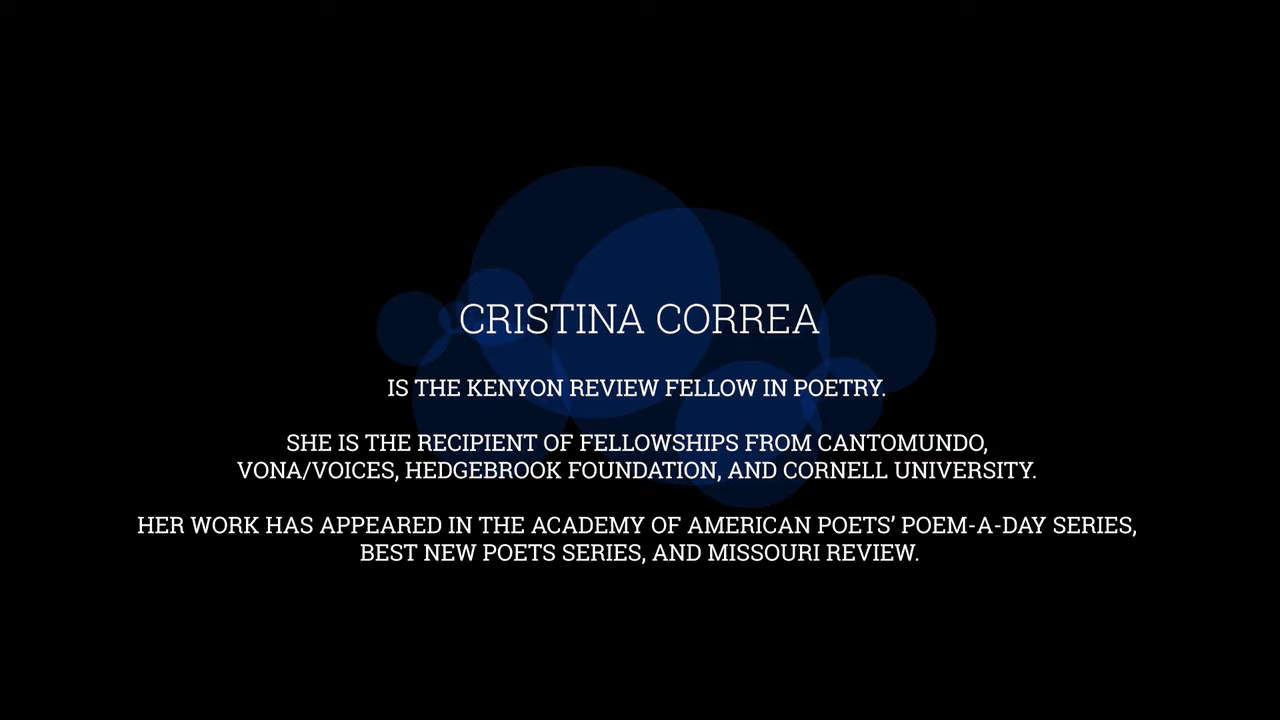 CRISTINA CORREA
IS THE KENYON REVIEW FELLOW IN POETRY.
SHE IS THE RECIPIENT OF FELLOWSHIPS FROM CANTOMUNDO,
VONA/VOICES, HEDGEBROOK FOUNDATION, AND CORNELL UNIVERSITY.
HER WORK HAS APPEARED IN THE ACADEMY OF AMERICAN POETS’ POEM-A-DAY SERIES,
BEST NEW POETS SERIES, AND MISSOURI REVIEW.